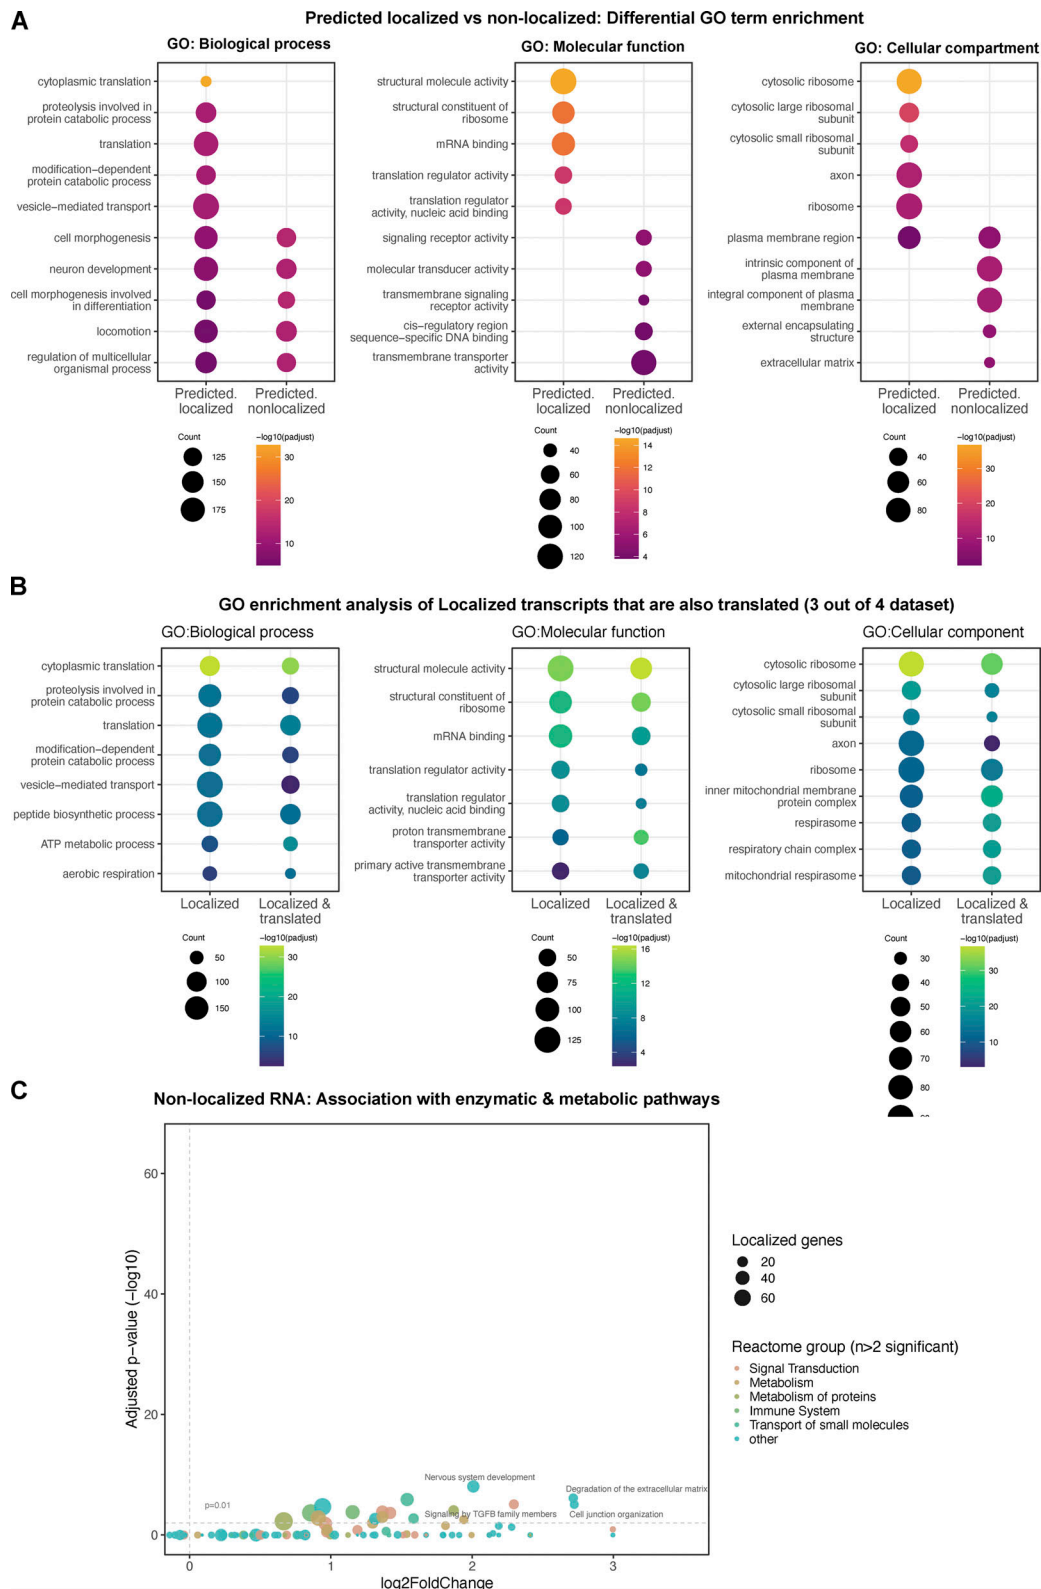 A
Predicted localized vs non-localized: Differential GO term enrichment
GO: Biological process
cytoplasmic translation
proteolysis involved in
protein catabolic process
translation
modification-dependent
protein catabolic process
vesicle-mediated transport
cell morphogenesis
neuron development
cell morphogenesis involved
in differentiation
locomotion
regulation of multicellular
organismal process
Predicted.
localized
Predicted.
nonlocalized
Count
125
150
175
-log10(padjust)
30
20
10
GO: Molecular function
structural molecule activity
structural constituent of
ribosome
mRNA binding
translation regulator activity
translation regulator
activity, nucleic acid binding
signaling receptor activity
molecular transducer activity
transmembrane signaling
receptor activity
cis-regulatory region
sequence-specific DNA binding
transmembrane transporter
activity
Predicted.
localized
Predicted.
nonlocalized
Count
40
60
80
100
120
-log10(padjust)
14
12
10
8
6
4
GO: Cellular compartment
cytosolic ribosome
cytosolic large ribosomal
subunit
cytosolic small ribosomal
subunit
axon
ribosome
plasma membrane region
intrinsic component of
plasma membrane
integral component of plasma
membrane
external encapsulating
structure
extracellular matrix
Predicted.
localized
Predicted.
nonlocalized
Count
40
60
80
-log10(padjust)
30
20
10
B
GO enrichment analysis of Localized transcripts that are also translated (3 out of 4 dataset)
GO:Biological process
cytoplasmic translation
proteolysis involved in
protein catabolic process
translation
modification-dependent
protein catabolic process
vesicle-mediated transport
peptide biosynthetic process
ATP metabolic process
aerobic respiration
Localized
Localized &
translated
Count
50
100
150
-log10(padjust)
30
20
10
GO:Molecular function
structural molecule activity
structural constituent of
ribosome
mRNA binding
translation regulator activity
translation regulator
activity, nucleic acid binding
proton transmembrane
transporter activity
primary active transmembrane
transporter activity
Localized
Localized &
translated
Count
50
75
100
125
-log10(padjust)
16
12
8
4
GO:Cellular component
cytosolic ribosome
cytosolic large ribosomal
subunit
cytosolic small ribosomal
subunit
axon
ribosome
inner mitochondrial membrane
protein complex
respirasome
respiratory chain complex
mitochondrial respirasome
Localized
Localized &
translated
Count
30
40
50
60
70
80
-log10(padjust)
30
20
10
C
Non-localized RNA: Association with enzymatic & metabolic pathways
Adjusted p-value (-log10)
60
40
20
0
p=0.01
Nervous system development
Degradation of the extracellular matrix
Signaling by TGFB family members
Cell junction organization
0
1
2
3
log2FoldChange
Localized genes
20
40
60
Reactome group (n>2 significant)
Signal Transduction
Metabolism
Metabolism of proteins
Immune System
Transport of small molecules
other